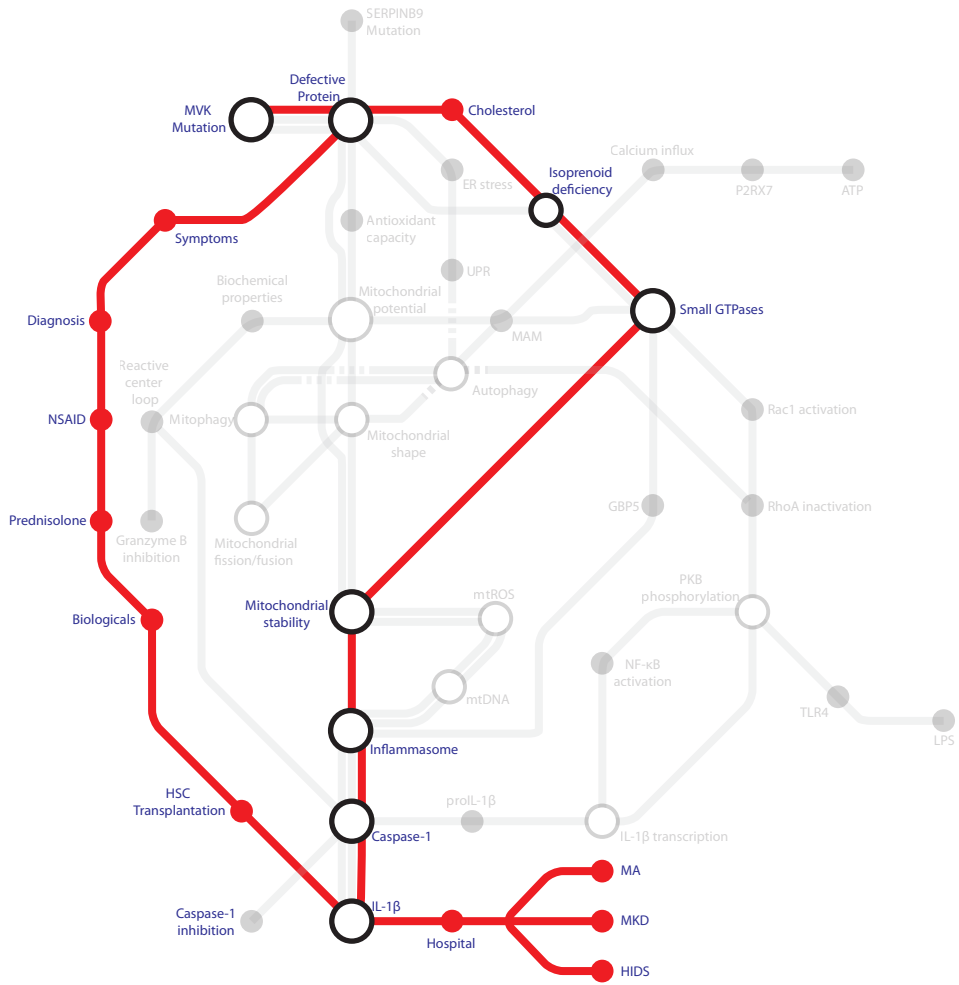 SERPINB9
Mutation
Defective
Protein
MVK
Mutation
Cholesterol
Calcium influx
Isoprenoid
deficiency
ER stress
P2RX7
ATP
Antioxidant
capacity
Symptoms
UPR
Biochemical
properties
Mitochondrial
potential
Diagnosis
Small GTPases
MAM
Reactive
center
loop
Autophagy
Rac1 activation
NSAID
Mitophagy
Mitochondrial
shape
GBP5
RhoA inactivation
Prednisolone
Granzyme B
inhibition
Mitochondrial
fission/fusion
PKB
phosphorylation
mtROS
Mitochondrial
stability
Biologicals
NF-κB
activation
mtDNA
TLR4
LPS
Inflammasome
HSC
Transplantation
proIL-1β
Caspase-1
IL-1β transcription
MA
IL-1β
Caspase-1
inhibition
MKD
Hospital
HIDS